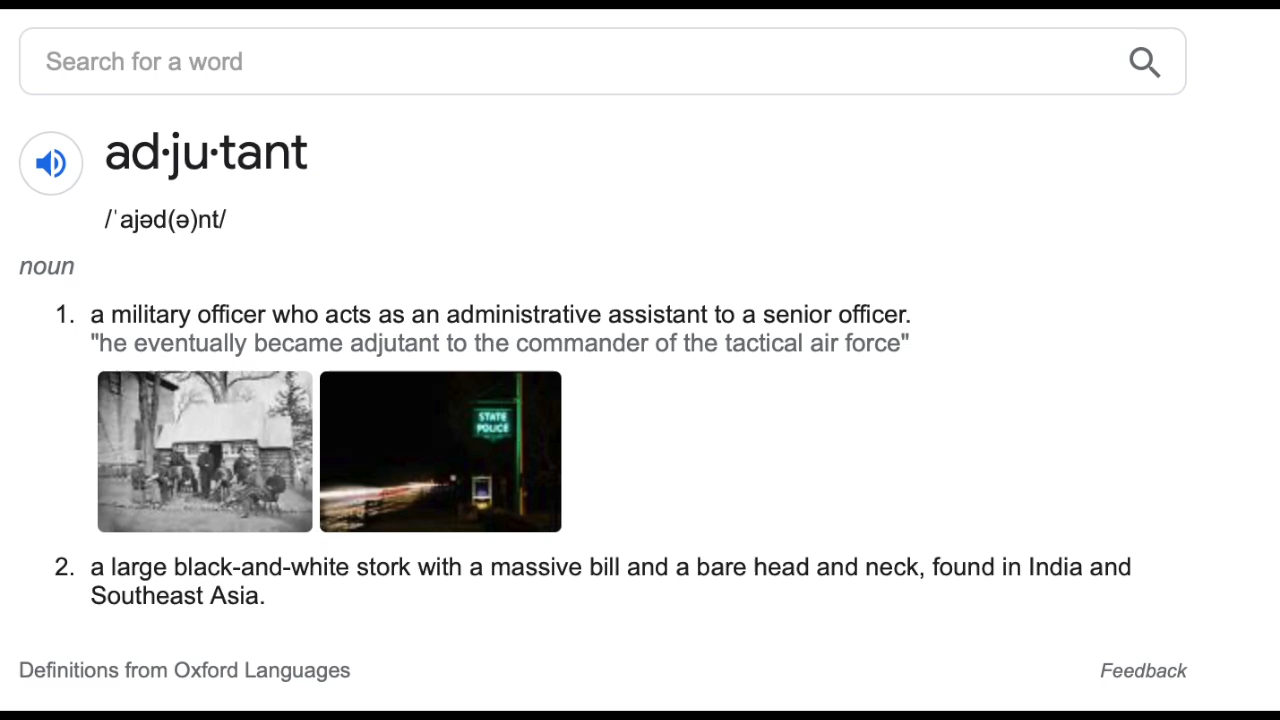 Search for a word
ad·ju·tant
/ˈajəd(ə)nt/
noun
1. a military officer who acts as an administrative assistant to a senior officer.
"he eventually became adjutant to the commander of the tactical air force"
STATE
POLICE
2. a large black-and-white stork with a massive bill and a bare head and neck, found in India and
Southeast Asia.
Definitions from Oxford Languages
Feedback